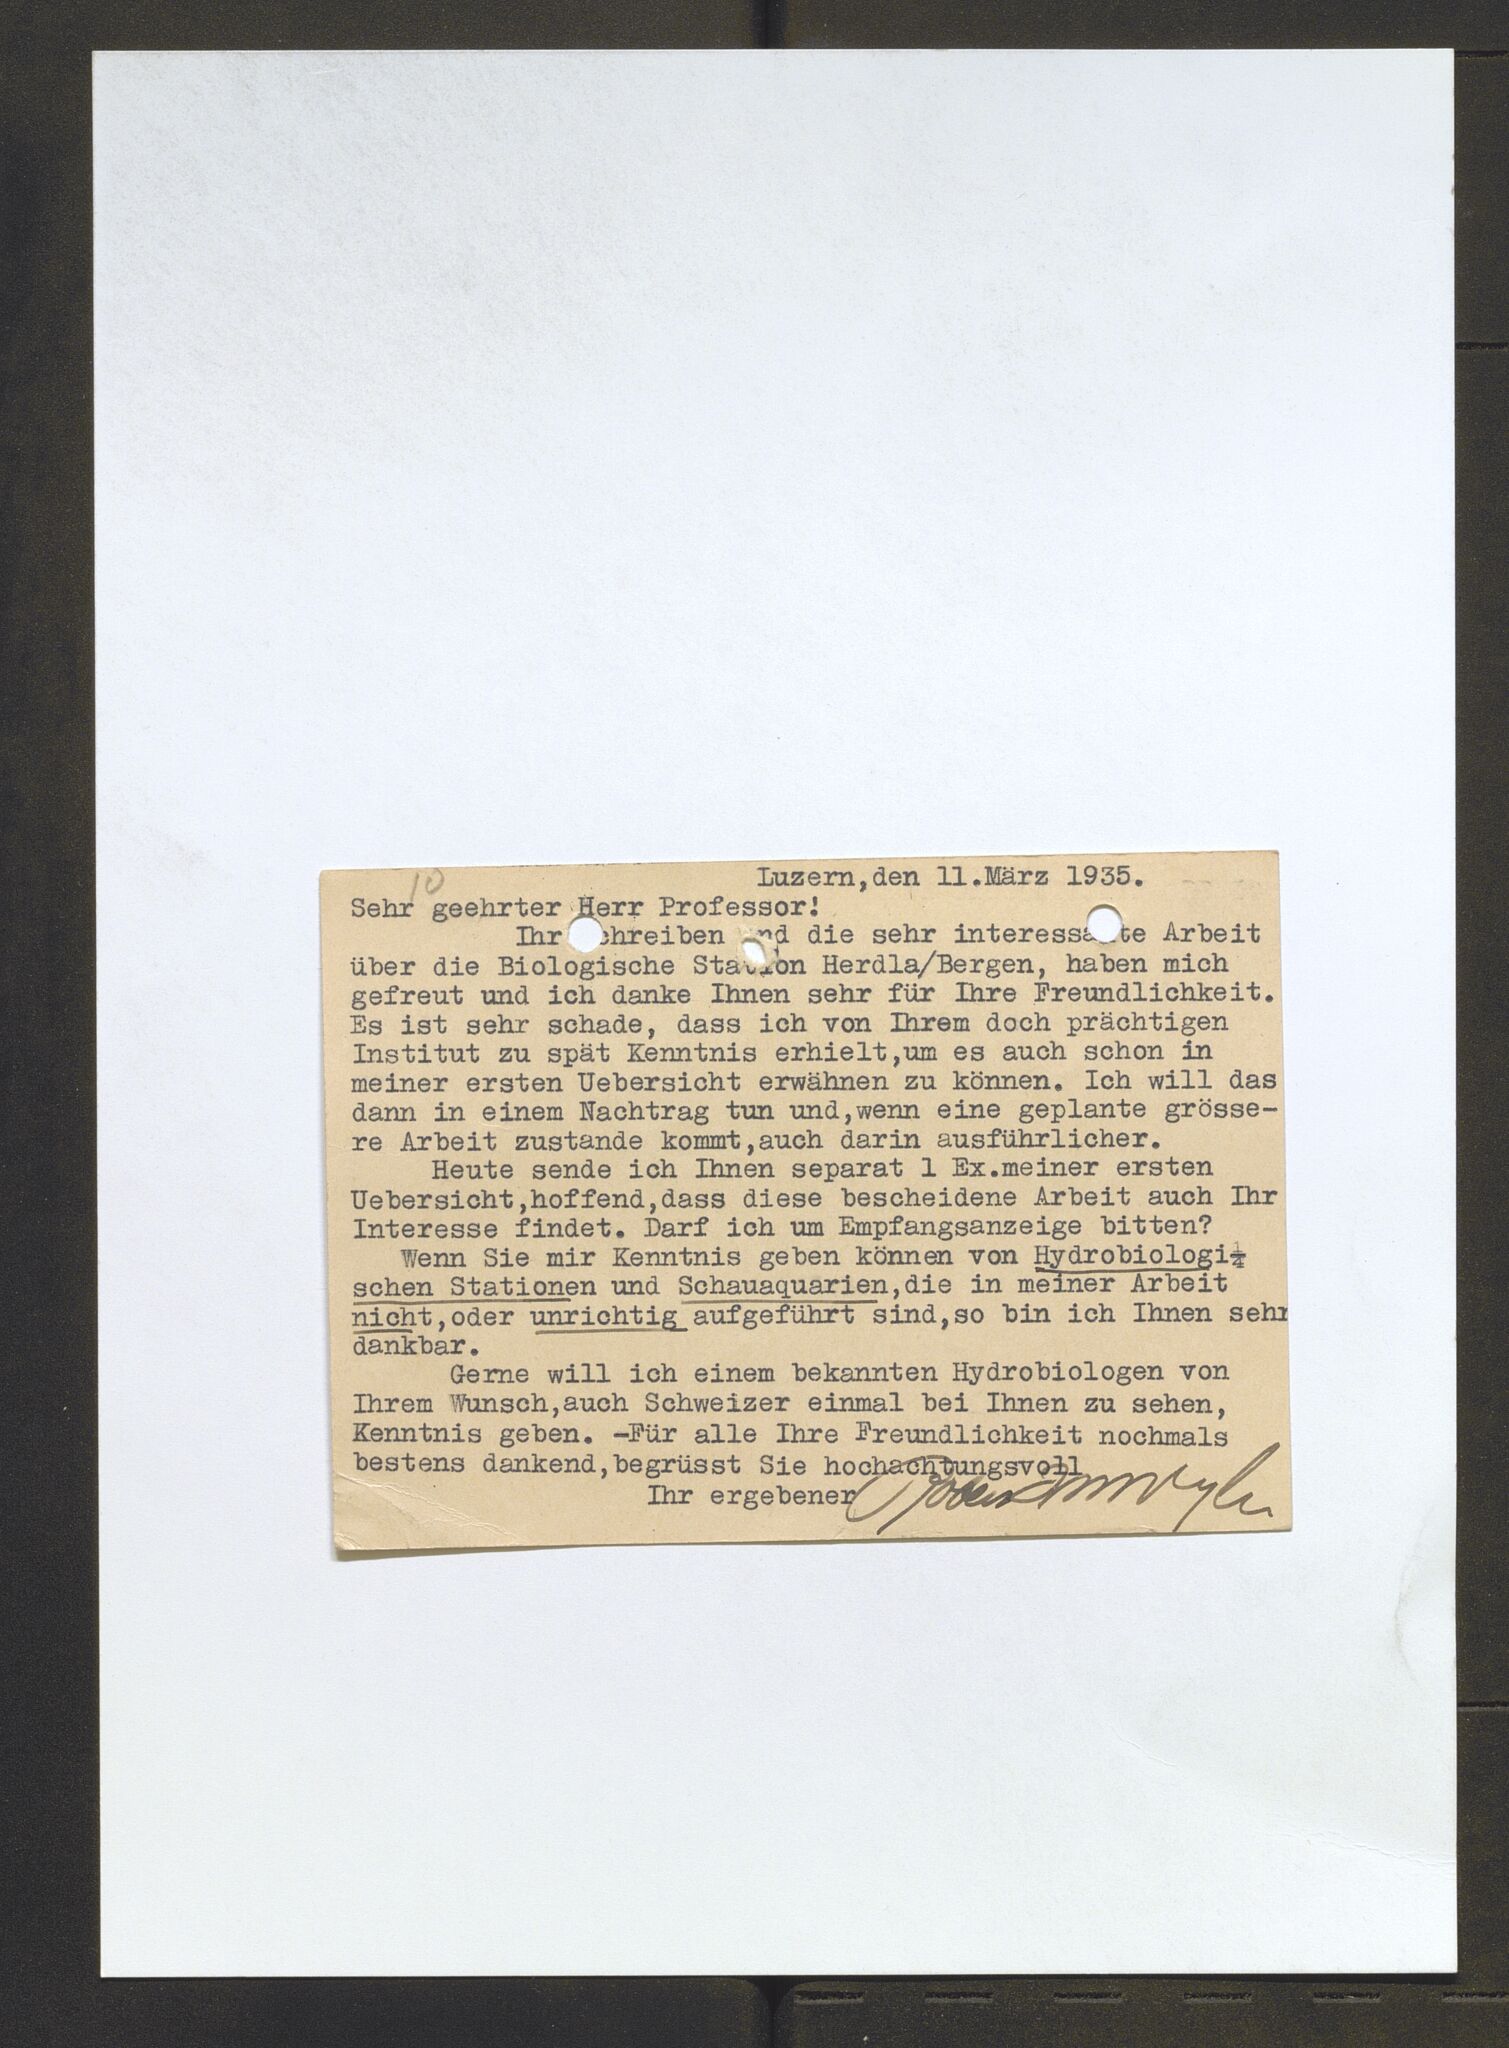 10
Luzern,den 11.März 1935.
Sehr geehrter Herr Professor!
Ihr Schreiben und die sehr interessante Arbeit
über die Biologische Station Herdla/Bergen, haben mich
gefreut und ich danke Ihnen sehr für Ihre Freundlichkeit.
Es ist sehr schade, dass ich von Ihrem doch prächtigen
Institut zu spät Kenntnis erhielt,um es auch schon in
meiner ersten Uebersicht erwähnen zu können. Ich will das
dann in einem Nachtrag tun und,wenn eine geplante grösse-
re Arbeit zustande kommt,auch darin ausführlicher.
Heute sende ich Ihnen separat 1 Ex.meiner ersten
Uebersicht,hoffend,dass diese bescheidene Arbeit auch Ihr
Interesse findet. Darf ich um Empfangsanzeige bitten?
Wenn Sie mir Kenntnis geben können von Hydrobiologi-
schen Stationen und Schauaquarien,die in meiner Arbeit
nicht,oder unrichtig aufgeführt sind,so bin ich Ihnen sehr
dankbar.
Gerne will ich einem bekannten Hydrobiologen von
Ihrem Wunsch,auch Schweizer einmal bei Ihnen zu sehen,
Kenntnis geben. -Für alle Ihre Freundlichkeit nochmals
bestens dankend,begrüsst Sie hochachtungsvoll
Ihr ergebener